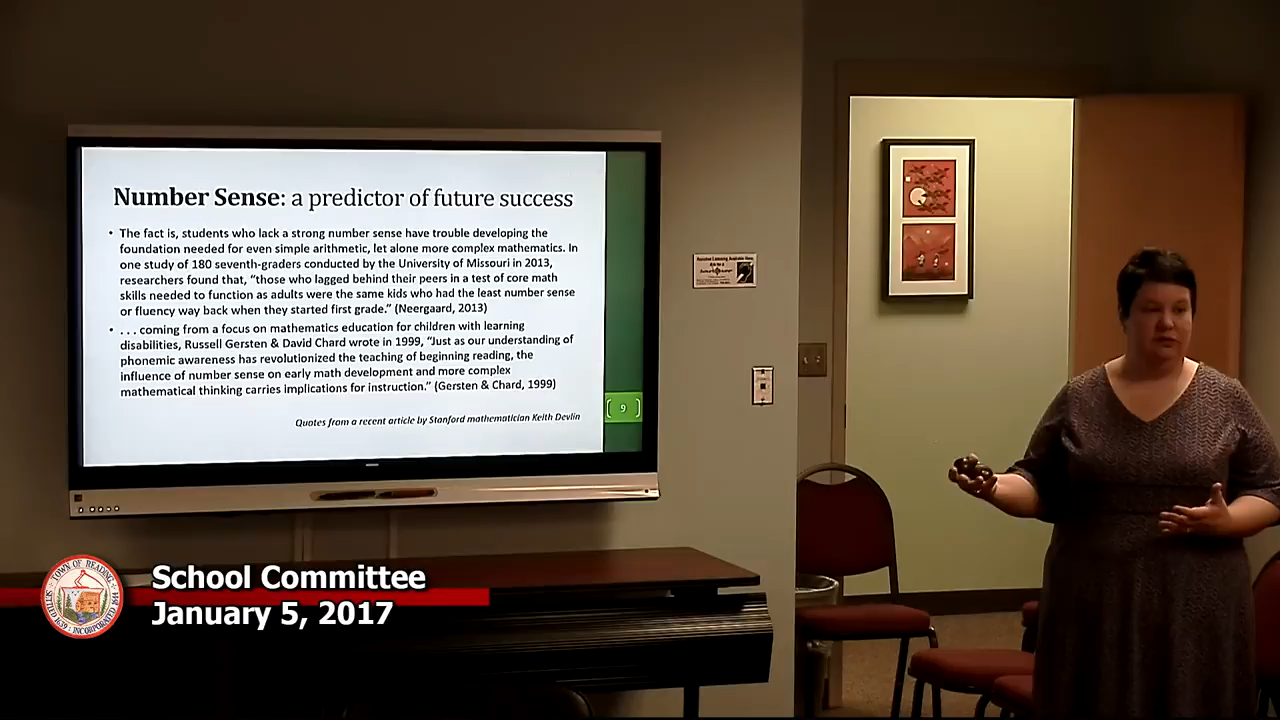 Number Sense: a predictor of future success
• The fact is, students who lack a strong number sense have trouble developing the
foundation needed for even simple arithmetic, let alone more complex mathematics. In
one study of 180 seventh-graders conducted by the University of Missouri in 2013,
researchers found that, “those who lagged behind their peers in a test of core math
skills needed to function as adults were the same kids who had the least number sense
or fluency way back when they started first grade.” (Neergaard, 2013)
• . . . coming from a focus on mathematics education for children with learning
disabilities, Russell Gersten & David Chard wrote in 1999, “Just as our understanding of
phonemic awareness has revolutionized the teaching of beginning reading, the
influence of number sense on early math development and more complex
mathematical thinking carries implications for instruction.” (Gersten & Chard, 1999)
Quotes from a recent article by Stanford mathematician Keith Devlin
9
Assistive Listening Available Here
TOWN OF READING
INCORPORATED
1639
School Committee
January 5, 2017